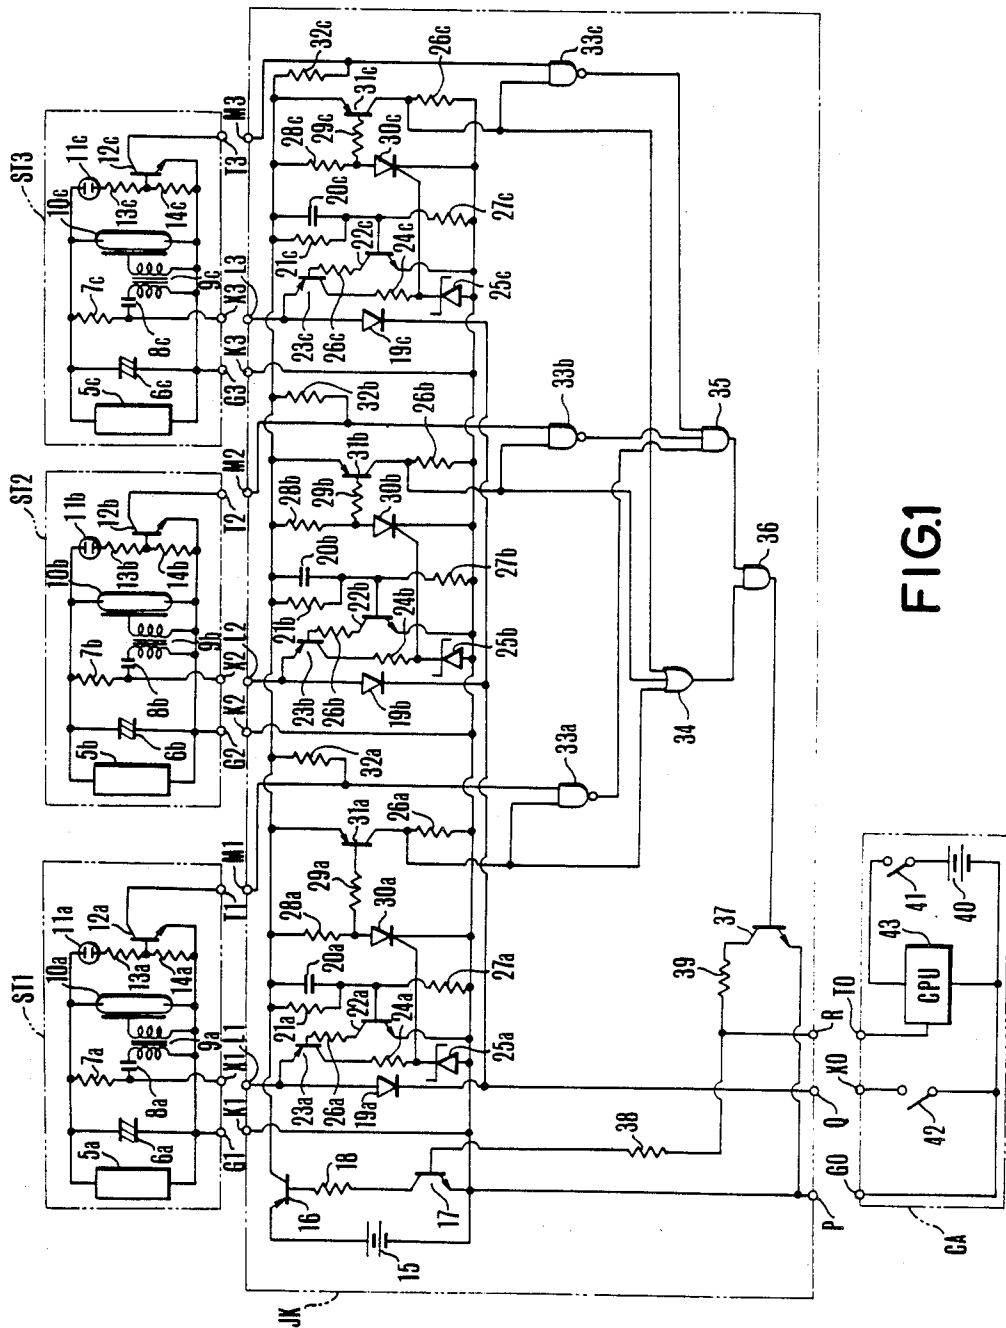 ST1 ST2 ST3
10a 11a 10b 11b 10c 11c
5a 7a 12a 5b 7b 12b 5c 7c 12c
13a 13b 13c
6a 8a 9a 14a 6b 8b 9b 14b 6c 8c 9c 14c
G1 X1 T1 G2 X2 T2 G3 X3 T3
K1 L1 M1 K2 L2 M2 K3 L3 M3
JK
16 21a 20a 28a 32a 21b 20b 28b 32b 21c 20c 28c 32c
23a 26a 22a 29a 31a 23b 26b 22b 29b 31b 23c 26c 22c 29c 31c
15 18 19a 24a 27a 30a 26a 19b 24b 27b 30b 26b 19c 24c 27c 30c 26c
17 25a 25b 25c
33a 33b 33c
38 34 35
39 37 36
P Q R
G0 X0 T0
CA 42 43 41
CPU 40
FIG.1